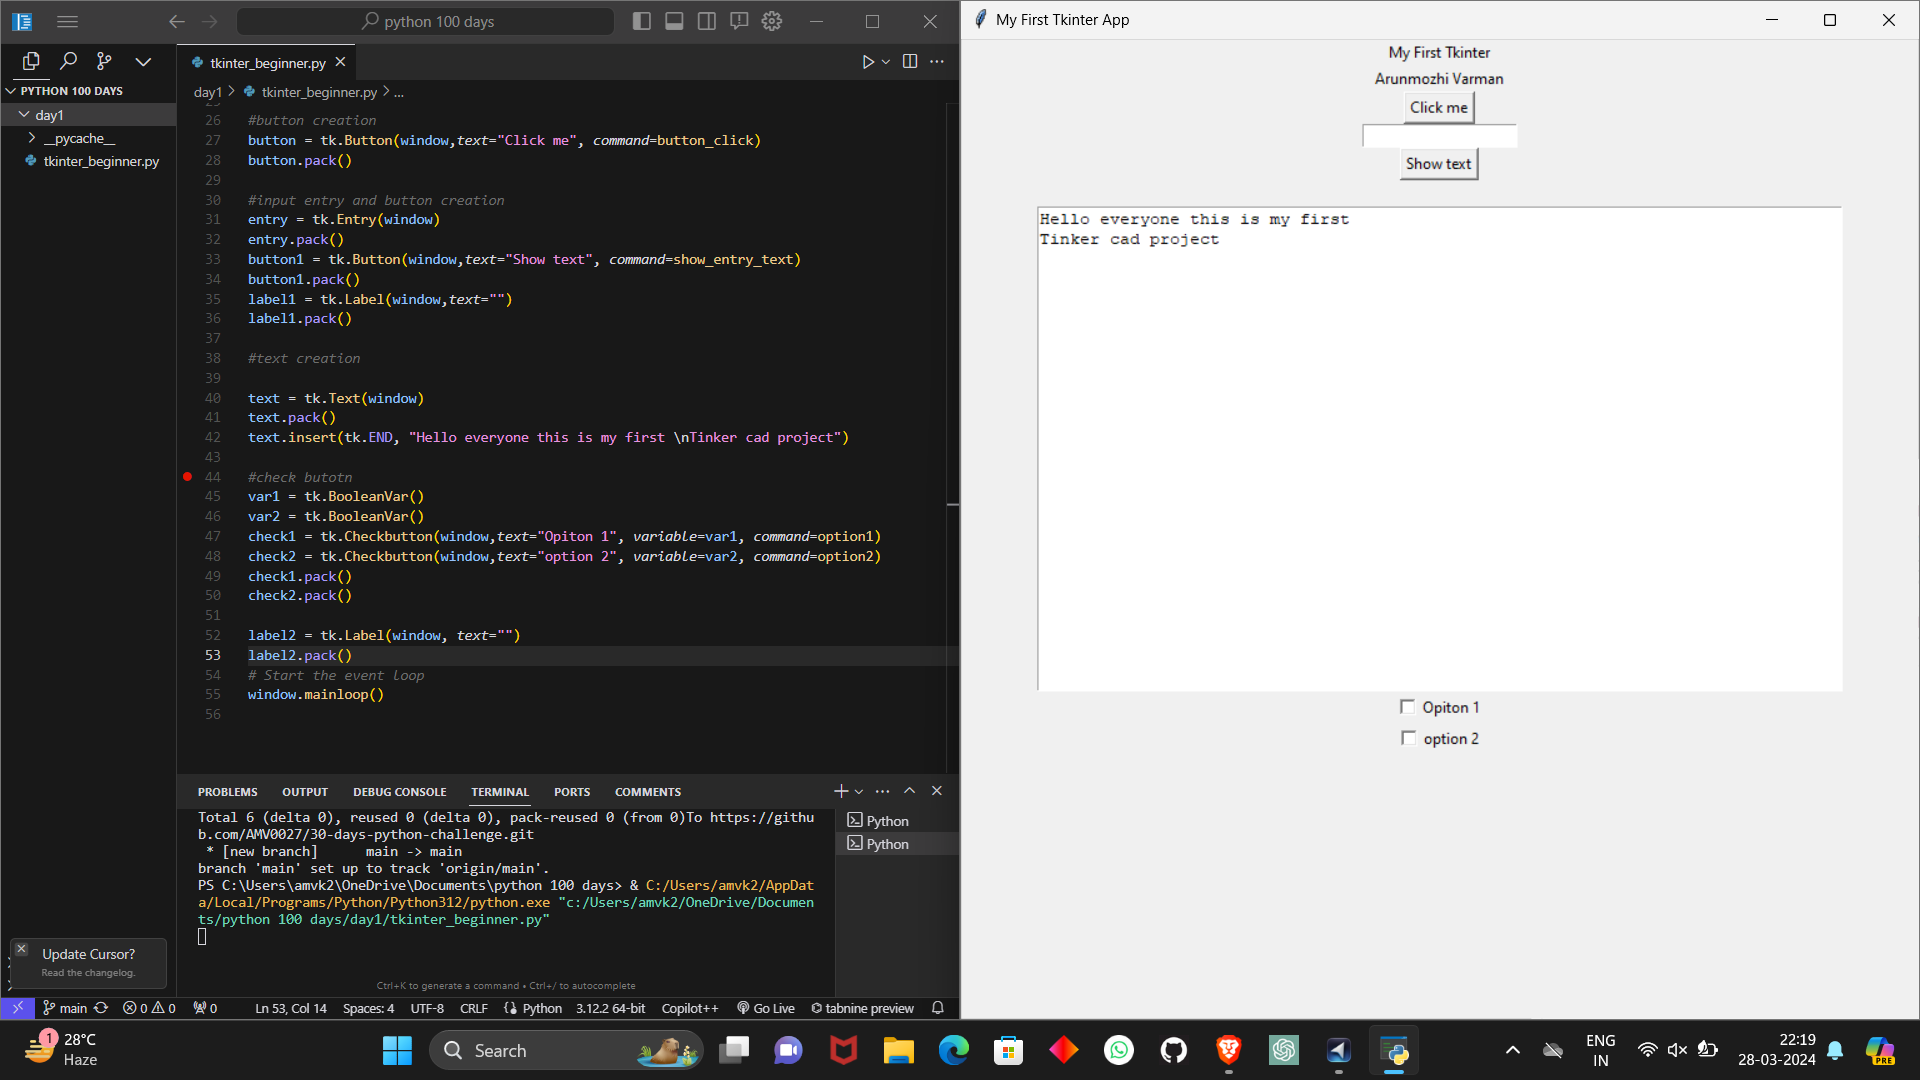 python 100 days
My First Tkinter App
tkinter_beginner.py
PYTHON 100 DAYS
day1
__pycache__
tkinter_beginner.py
day1 > tkinter_beginner.py > ...
26 #button creation
27 button = tk.Button(window,text="Click me", command=button_click)
28 button.pack()
29
30 #input entry and button creation
31 entry = tk.Entry(window)
32 entry.pack()
33 button1 = tk.Button(window,text="Show text", command=show_entry_text)
34 button1.pack()
35 label1 = tk.Label(window,text="")
36 label1.pack()
37
38 #text creation
39
40 text = tk.Text(window)
41 text.pack()
42 text.insert(tk.END, "Hello everyone this is my first \nTinker cad project")
43
44 #check butotn
45 var1 = tk.BooleanVar()
46 var2 = tk.BooleanVar()
47 check1 = tk.Checkbutton(window,text="Opiton 1", variable=var1, command=option1)
48 check2 = tk.Checkbutton(window,text="option 2", variable=var2, command=option2)
49 check1.pack()
50 check2.pack()
51
52 label2 = tk.Label(window, text="")
53 label2.pack()
54 # Start the event loop
55 window.mainloop()
56
PROBLEMS OUTPUT DEBUG CONSOLE TERMINAL PORTS COMMENTS
Total 6 (delta 0), reused 0 (delta 0), pack-reused 0 (from 0)To https://githu
b.com/AMV0027/30-days-python-challenge.git
* [new branch] main -> main
branch 'main' set up to track 'origin/main'.
PS C:\Users\amvk2\OneDrive\Documents\python 100 days> & C:/Users/amvk2/AppDat
a/Local/Programs/Python/Python312/python.exe "c:/Users/amvk2/OneDrive/Documen
ts/python 100 days/day1/tkinter_beginner.py"
Python
Python
Ctrl+K to generate a command • Ctrl+/ to autocomplete
Update Cursor?
Read the changelog.
main 0 0 0 Ln 53, Col 14 Spaces: 4 UTF-8 CRLF Python 3.12.2 64-bit Copilot++ Go Live tabnine preview
My First Tkinter
Arunmozhi Varman
Click me
Show text
Hello everyone this is my first
Tinker cad project
Opiton 1
option 2
1
28°C
Haze
Search
ENG
IN
22:19
28-03-2024
PRE